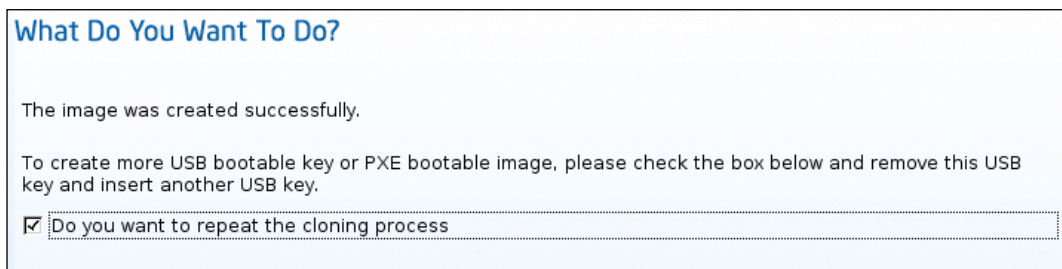 What Do You Want To Do?
The image was created successfully.
To create more USB bootable key or PXE bootable image, please check the box below and remove this USB
key and insert another USB key.
Do you want to repeat the cloning process